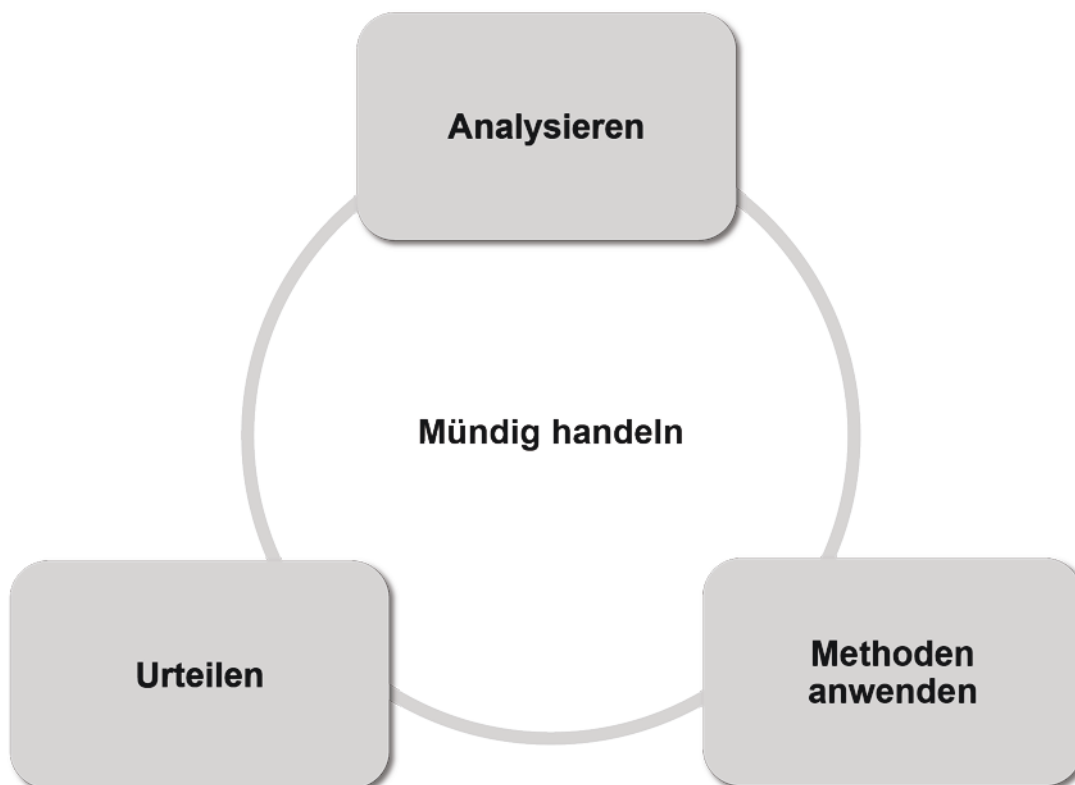 Analysieren
Mündig handeln
Urteilen
Methoden
anwenden